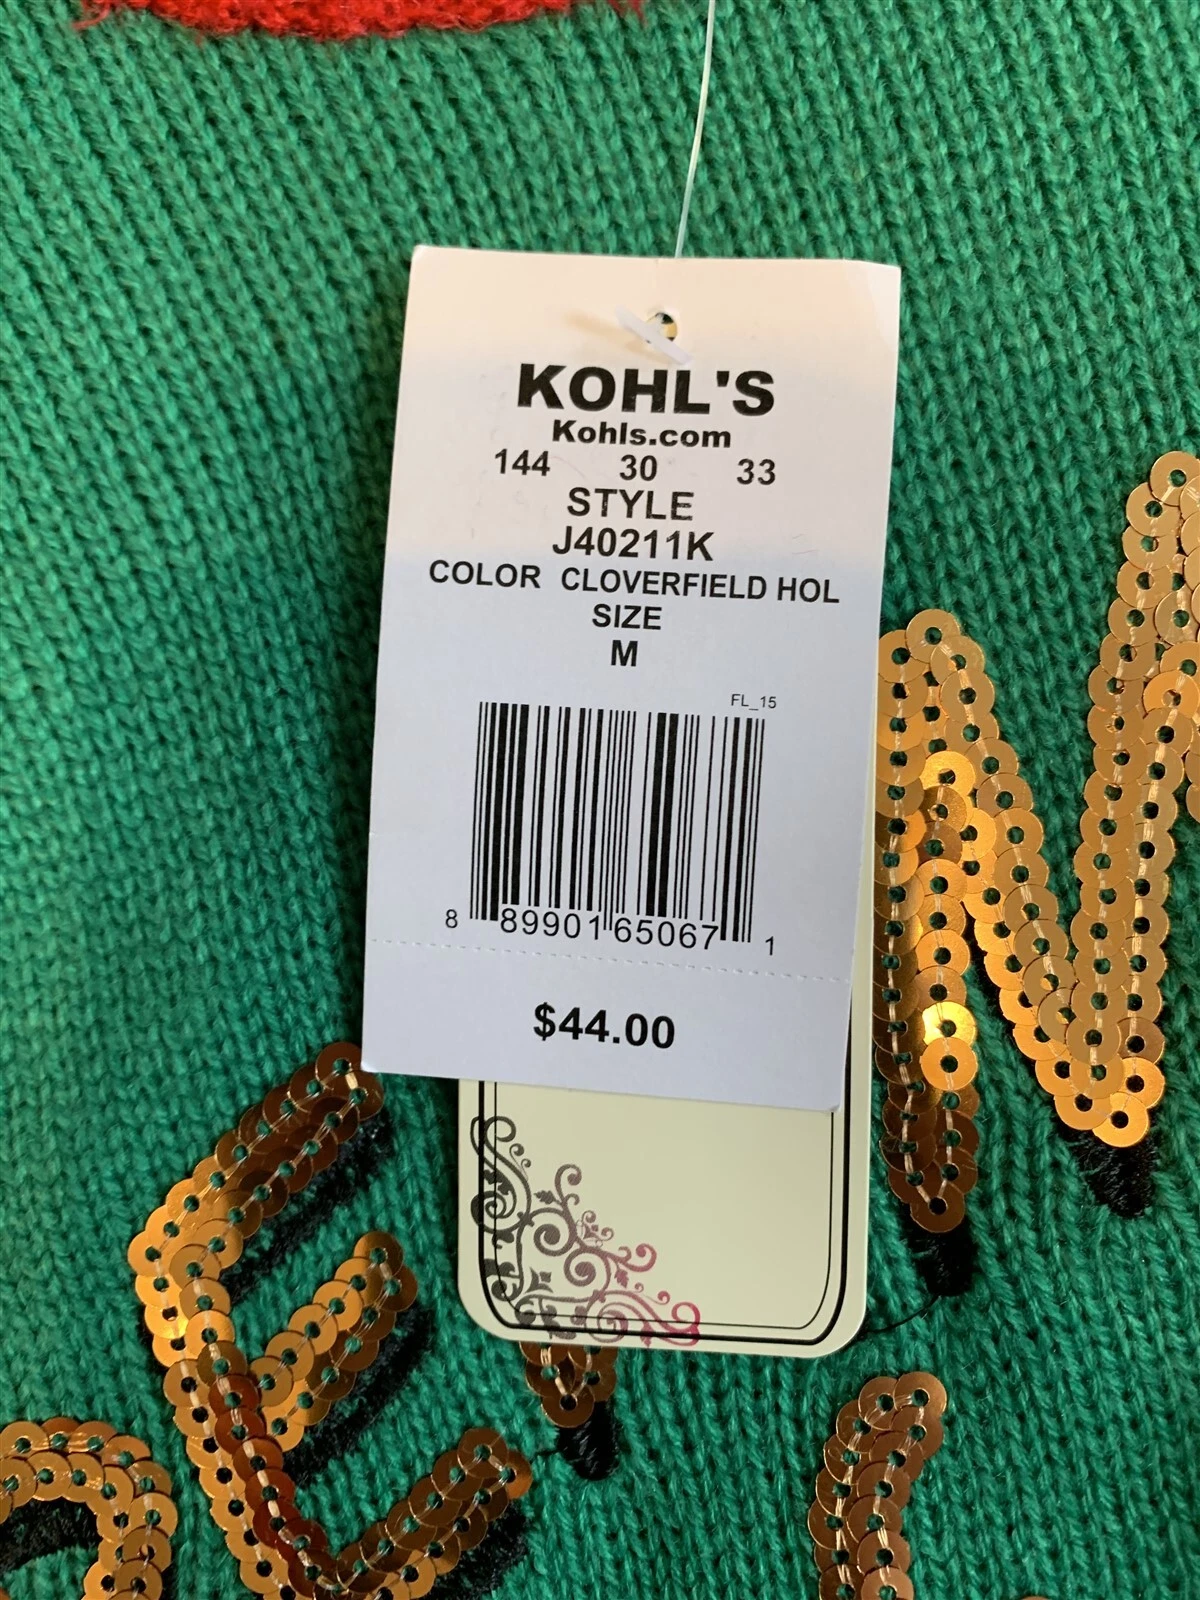 KOHL'S
Kohls.com
144 30 33
STYLE
J40211K
COLOR CLOVERFIELD HOL
SIZE
M
FL_15
8 89901 65067 1
$44.00